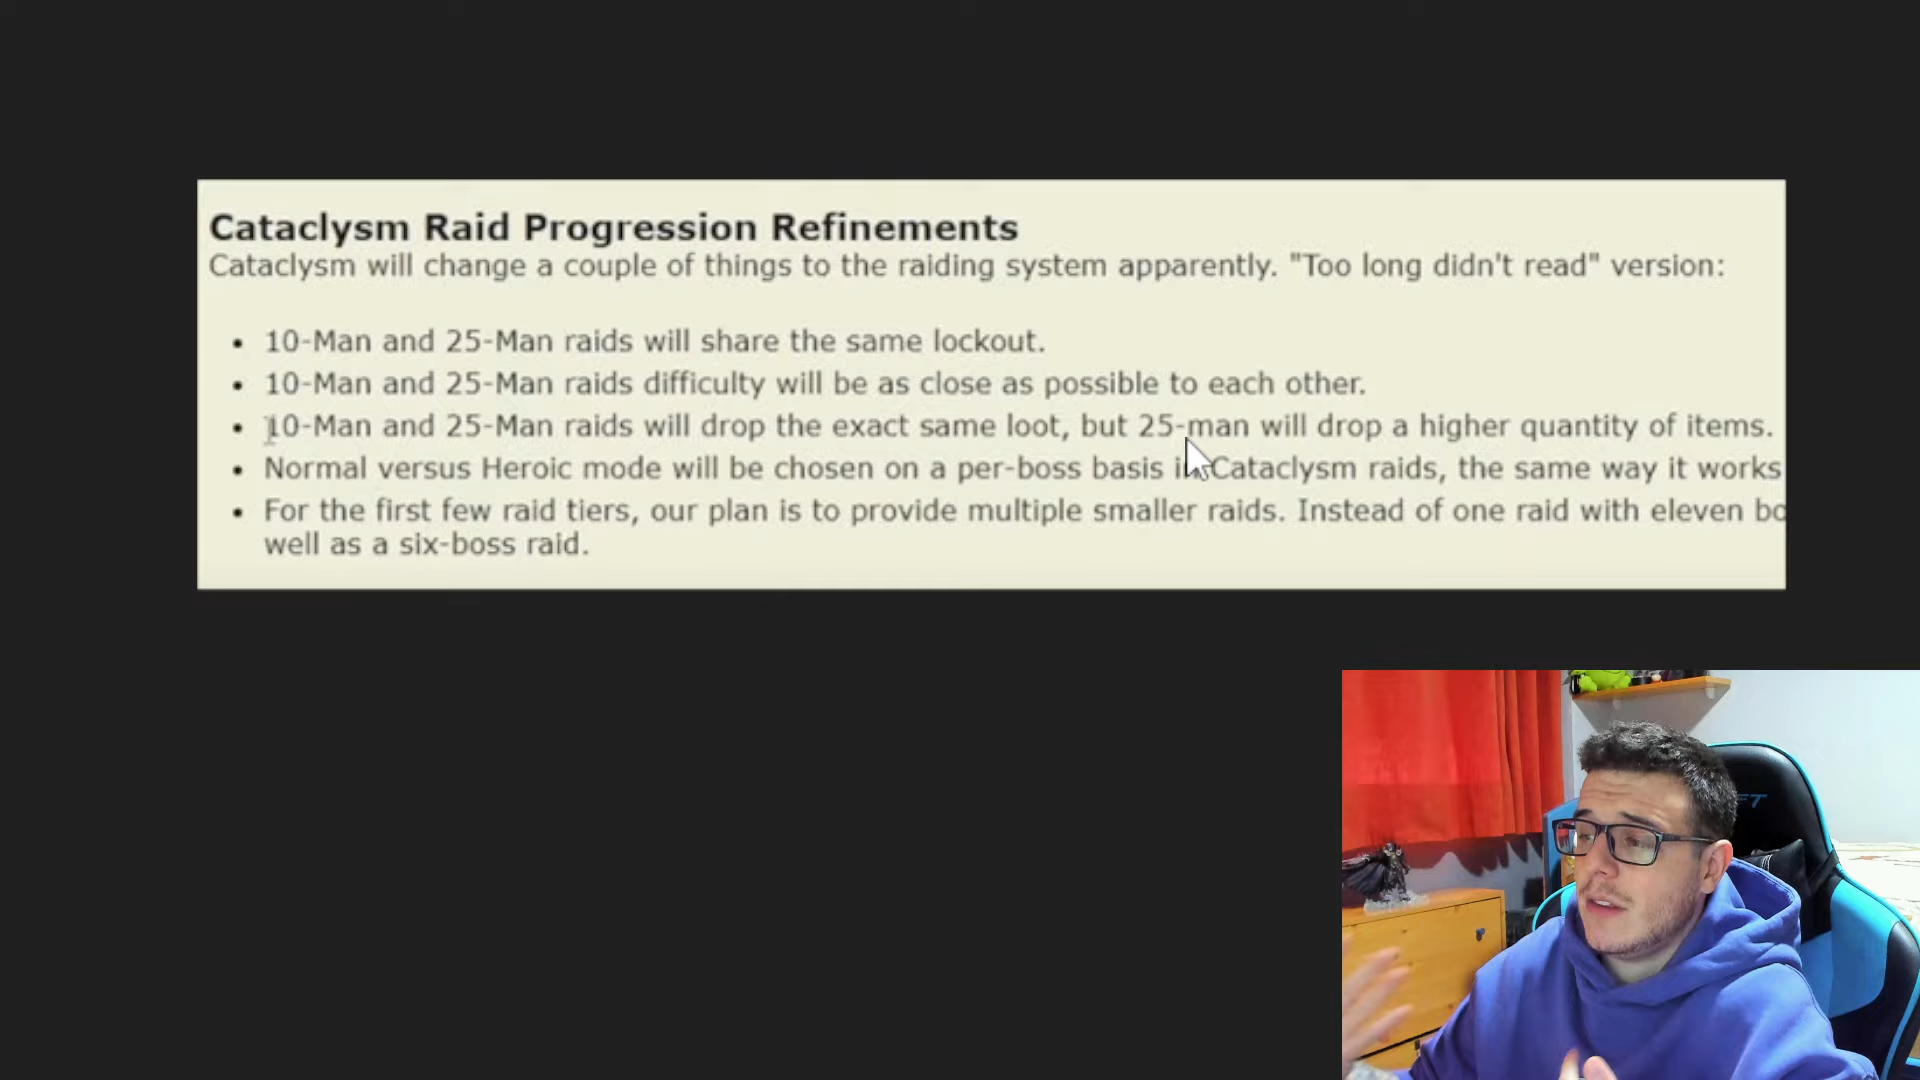 Cataclysm Raid Progression Refinements
Cataclysm will change a couple of things to the raiding system apparently. "Too long didn't read" version:
• 10-Man and 25-Man raids will share the same lockout.
• 10-Man and 25-Man raids difficulty will be as close as possible to each other.
• 10-Man and 25-Man raids will drop the exact same loot, but 25-man will drop a higher quantity of items.
• Normal versus Heroic mode will be chosen on a per-boss basis in Cataclysm raids, the same way it works
• For the first few raid tiers, our plan is to provide multiple smaller raids. Instead of one raid with eleven
well as a six-boss raid.